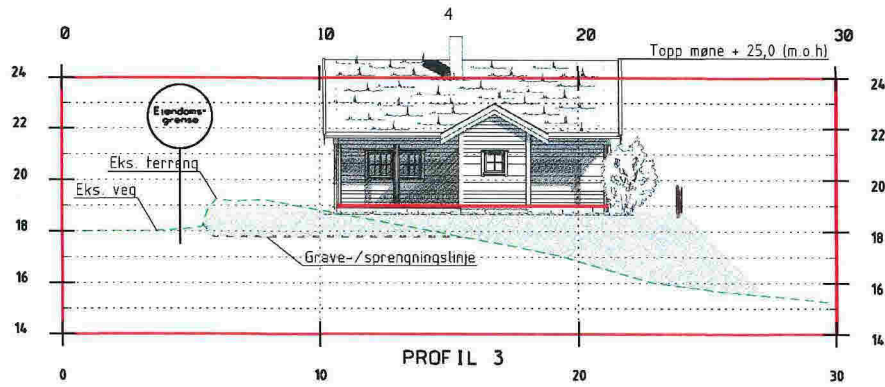 4
0 10 20 30
Topp møne + 25,0 (m.o.h)
24 24
Eiendoms-
grense
22 22
Eks. terreng
20 20
Eks. veg
18 18
Grave-/sprengningslinje
16 16
14 14
PROFIL 3
0 10 20 30